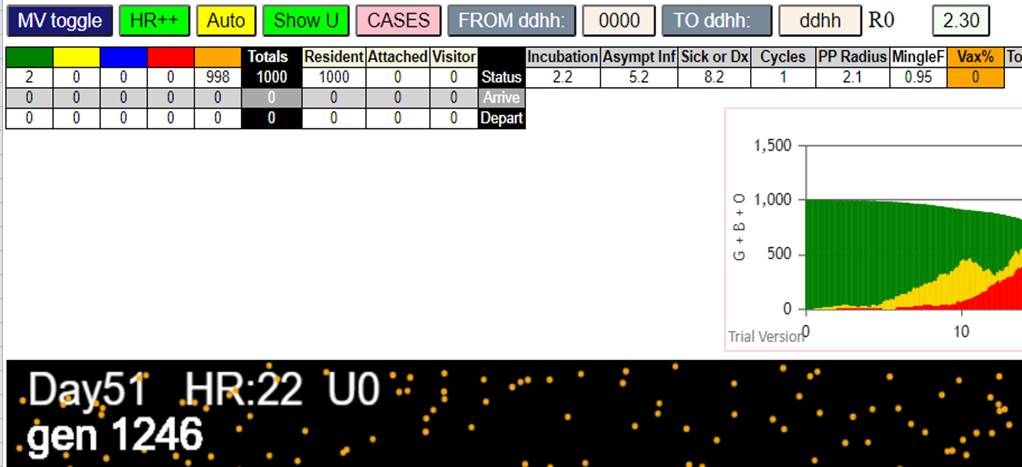 MV toggle HR++ Auto Show U CASES FROM ddhh: 0000 TO ddhh: ddhh R0 2.30
Totals Resident Attached Visitor Incubation Asympt Inf Sick or Dx Cycles PP Radius MingleF Vax% To
2 0 0 0 998 1000 1000 0 0 Status 2.2 5.2 8.2 1 2.1 0.95 0
0 0 0 0 0 0 0 0 0 Arrive
0 0 0 0 0 0 0 0 0 Depart
1,500
1,000
500
0
G + B + O
0 10
Trial Version
Day51 HR:22 U0
gen 1246